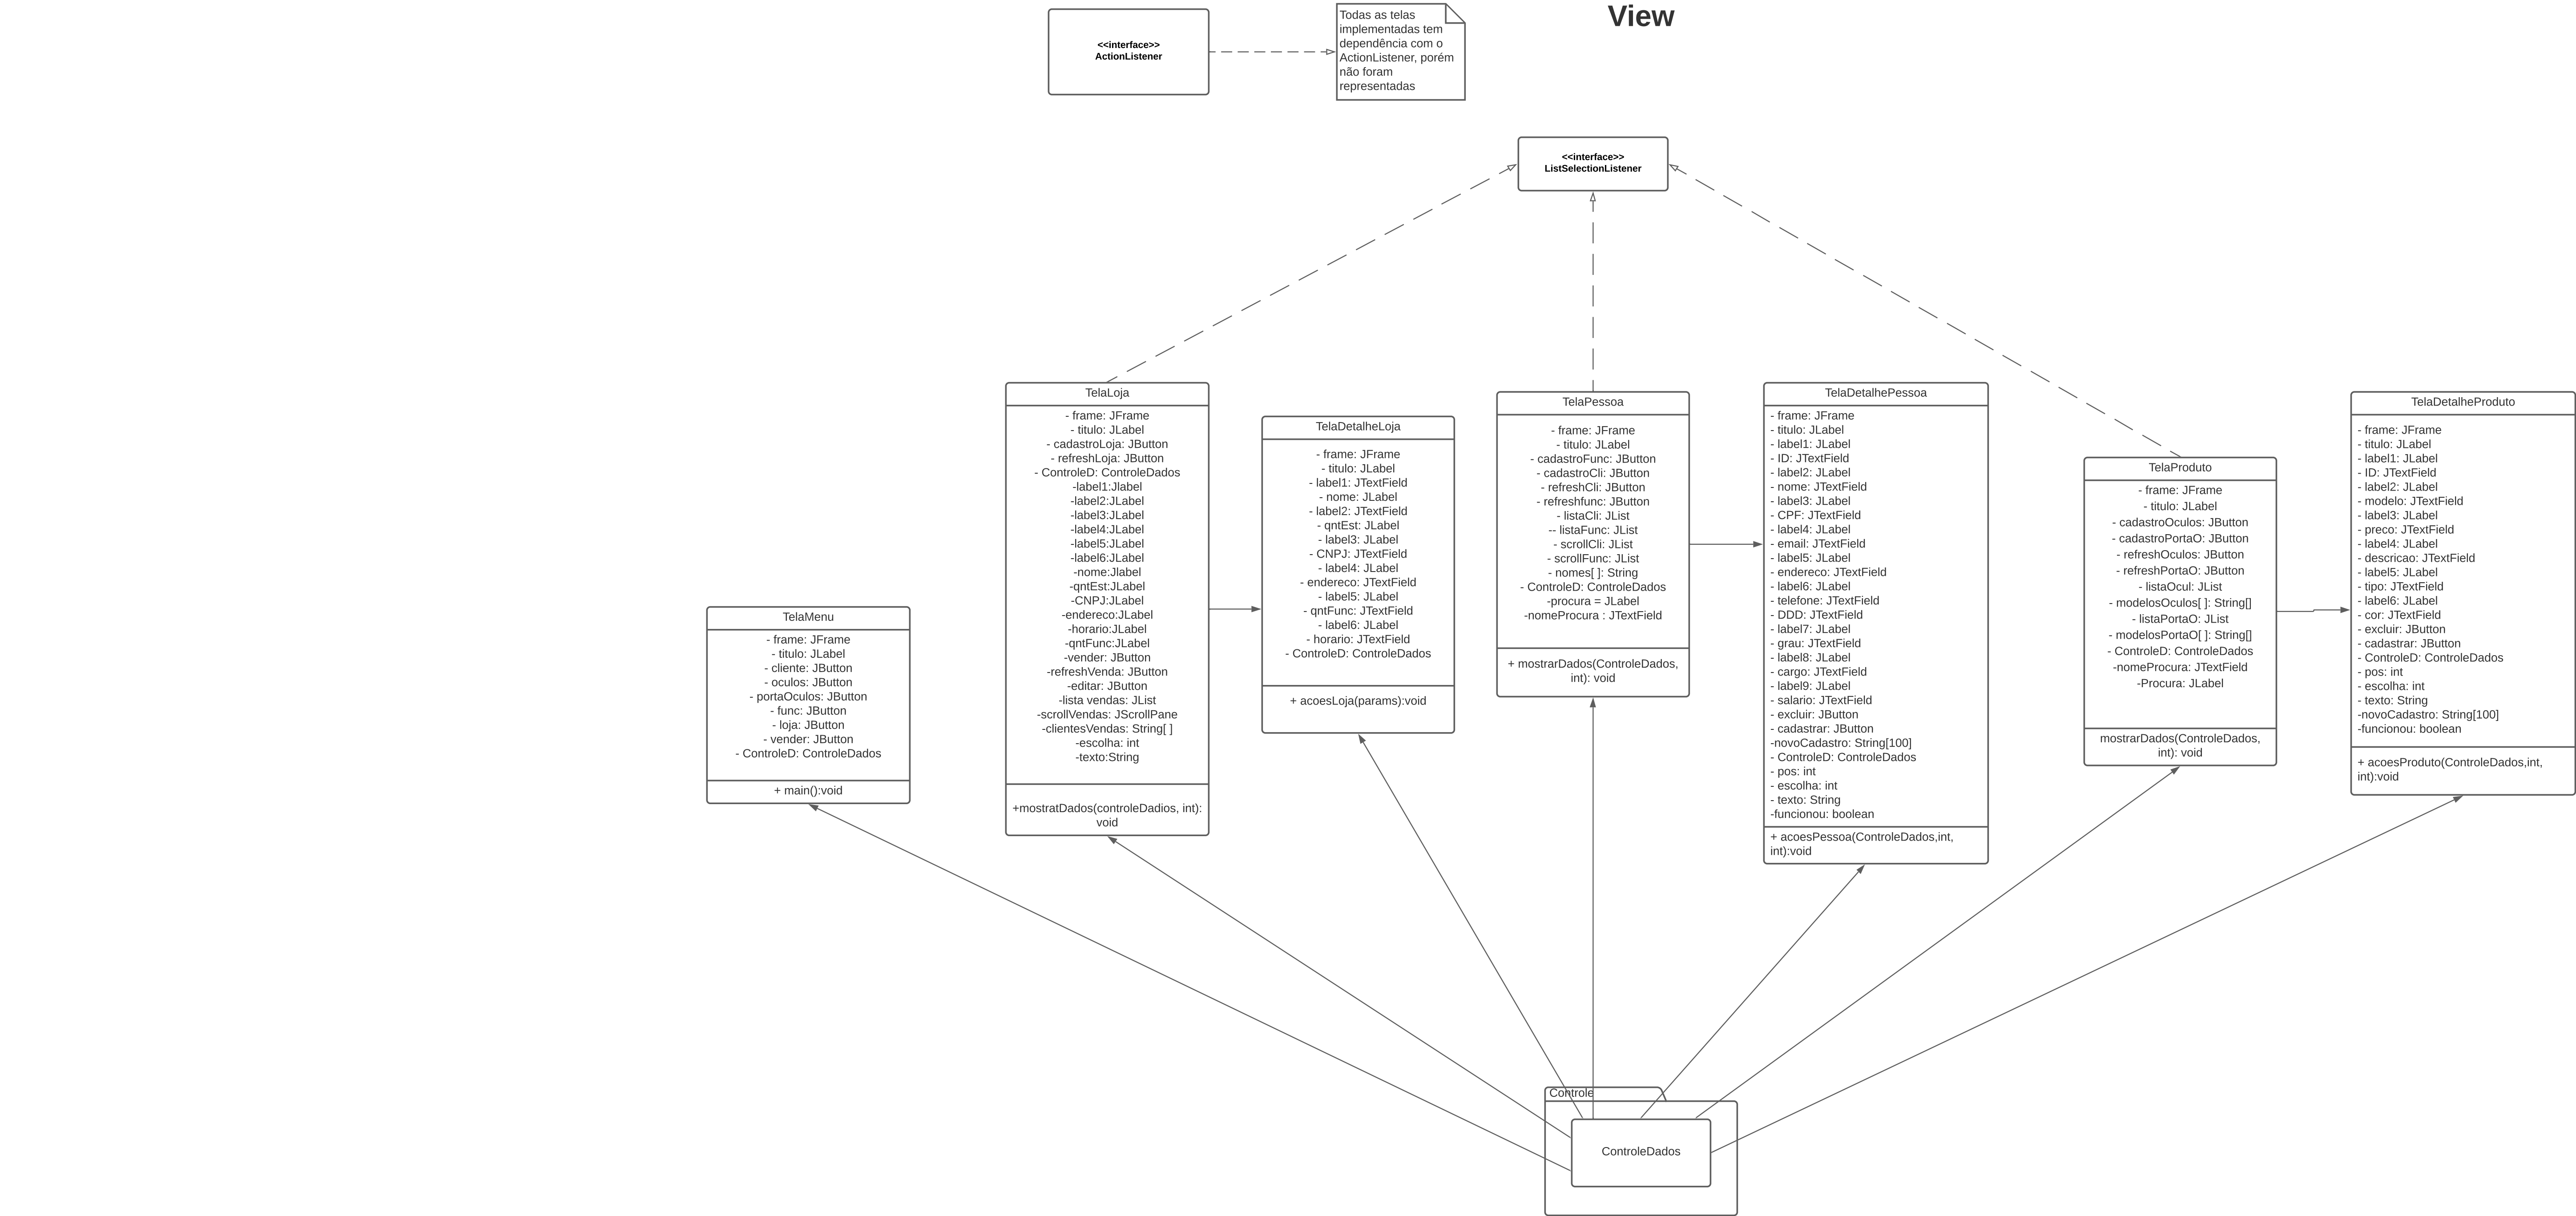 View
<<interface>>
ActionListener
Todas as telas
implementadas tem
dependência com o
ActionListener, porém
não foram
representadas
<<interface>>
ListSelectionListener
TelaMenu
- frame: JFrame
- titulo: JLabel
- cliente: JButton
- oculos: JButton
- portaOculos: JButton
- func: JButton
- loja: JButton
- vender: JButton
- ControleD: ControleDados
+ main():void
TelaLoja
- frame: JFrame
- titulo: JLabel
- cadastroLoja: JButton
- refreshLoja: JButton
- ControleD: ControleDados
-label1:Jlabel
-label2:JLabel
-label3:JLabel
-label4:JLabel
-label5:JLabel
-label6:JLabel
-nome:Jlabel
-qntEst:JLabel
-CNPJ:JLabel
-endereco:JLabel
-horario:JLabel
-qntFunc:JLabel
-vender: JButton
-refreshVenda: JButton
-editar: JButton
-lista vendas: JList
-scrollVendas: JScrollPane
-clientesVendas: String[ ]
-escolha: int
-texto:String
+mostratDados(controleDadios, int):
void
TelaDetalheLoja
- frame: JFrame
- titulo: JLabel
- label1: JTextField
- nome: JLabel
- label2: JTextField
- qntEst: JLabel
- label3: JLabel
- CNPJ: JTextField
- label4: JLabel
- endereco: JTextField
- label5: JLabel
- qntFunc: JTextField
- label6: JLabel
- horario: JTextField
- ControleD: ControleDados
+ acoesLoja(params):void
TelaPessoa
- frame: JFrame
- titulo: JLabel
- cadastroFunc: JButton
- cadastroCli: JButton
- refreshCli: JButton
- refreshfunc: JButton
- listaCli: JList
-- listaFunc: JList
- scrollCli: JList
- scrollFunc: JList
- nomes[ ]: String
- ControleD: ControleDados
-procura = JLabel
-nomeProcura : JTextField
+ mostrarDados(ControleDados,
int): void
TelaDetalhePessoa
- frame: JFrame
- titulo: JLabel
- label1: JLabel
- ID: JTextField
- label2: JLabel
- nome: JTextField
- label3: JLabel
- CPF: JTextField
- label4: JLabel
- email: JTextField
- label5: JLabel
- endereco: JTextField
- label6: JLabel
- telefone: JTextField
- DDD: JTextField
- label7: JLabel
- grau: JTextField
- label8: JLabel
- cargo: JTextField
- label9: JLabel
- salario: JTextField
- excluir: JButton
- cadastrar: JButton
-novoCadastro: String[100]
- ControleD: ControleDados
- pos: int
- escolha: int
- texto: String
-funcionou: boolean
+ acoesPessoa(ControleDados,int,
int):void
TelaProduto
- frame: JFrame
- titulo: JLabel
- cadastroOculos: JButton
- cadastroPortaO: JButton
- refreshOculos: JButton
- refreshPortaO: JButton
- listaOcul: JList
- modelosOculos[ ]: String[]
- listaPortaO: JList
- modelosPortaO[ ]: String[]
- ControleD: ControleDados
-nomeProcura: JTextField
-Procura: JLabel
mostrarDados(ControleDados,
int): void
TelaDetalheProduto
- frame: JFrame
- titulo: JLabel
- label1: JLabel
- ID: JTextField
- label2: JLabel
- modelo: JTextField
- label3: JLabel
- preco: JTextField
- label4: JLabel
- descricao: JTextField
- label5: JLabel
- tipo: JTextField
- label6: JLabel
- cor: JTextField
- excluir: JButton
- cadastrar: JButton
- ControleD: ControleDados
- pos: int
- escolha: int
- texto: String
-novoCadastro: String[100]
-funcionou: boolean
+ acoesProduto(ControleDados,int,
int):void
Controle
ControleDados